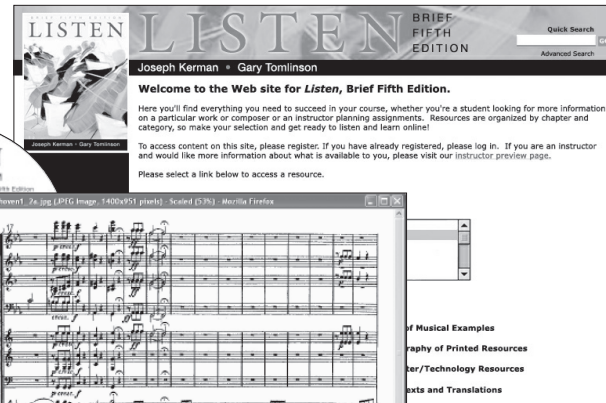 BRIEF FIFTH EDITION
LISTEN
Joseph Kerman • Gary Tomlinson
LISTEN
BRIEF
FIFTH
EDITION
Quick Search
Advanced Search
Joseph Kerman • Gary Tomlinson
Welcome to the Web site for Listen, Brief Fifth Edition.
Here you'll find everything you need to succeed in your course, whether you're a student looking for more information
on a particular work or composer or an instructor planning assignments. Resources are organized by chapter and
category, so make your selection and get ready to listen and learn online!
To access content on this site, please register. If you have already registered, please log in. If you are an instructor
and would like more information about what is available to you, please visit our instructor preview page.
Please select a link below to access a resource.
Fifth Edition
hoven1_2a.jpg (JPEG Image, 1400x951 pixels) - Scaled (53%) - Mozilla Firefox
of Musical Examples
raphy of Printed Resources
ter/Technology Resources
exts and Translations